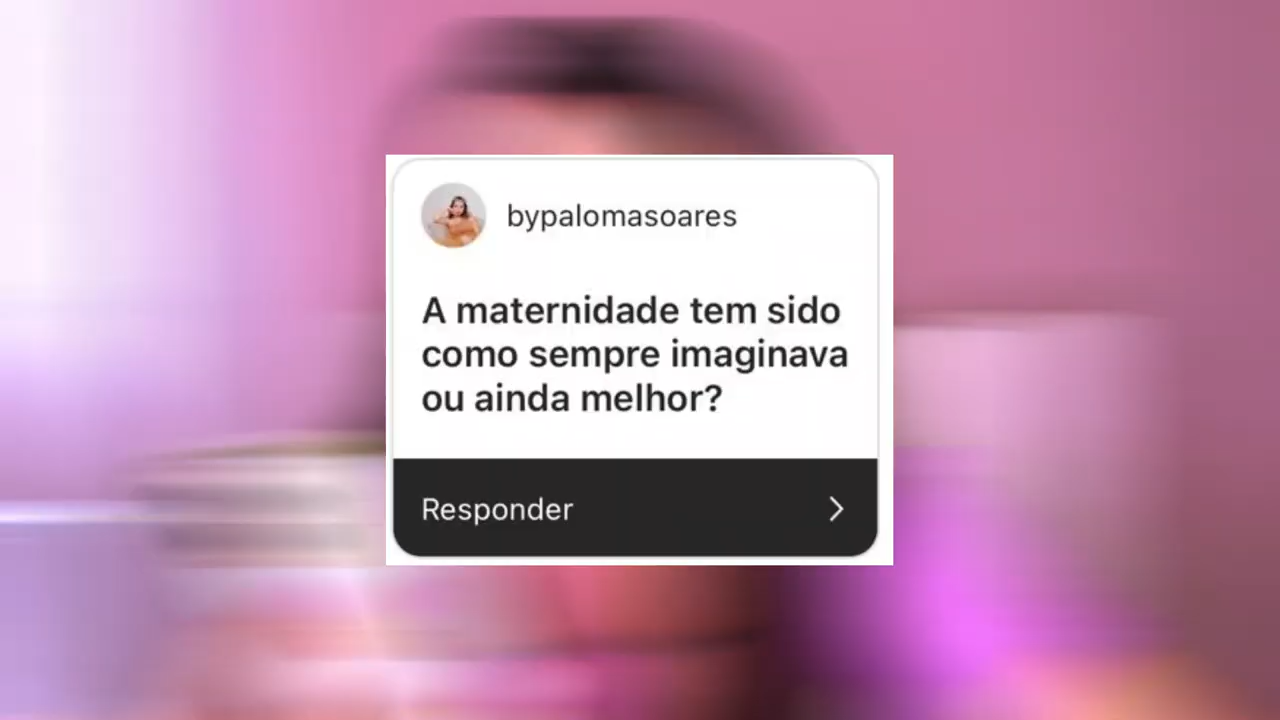 bypalomasoares
A maternidade tem sido
como sempre imaginava
ou ainda melhor?
Responder